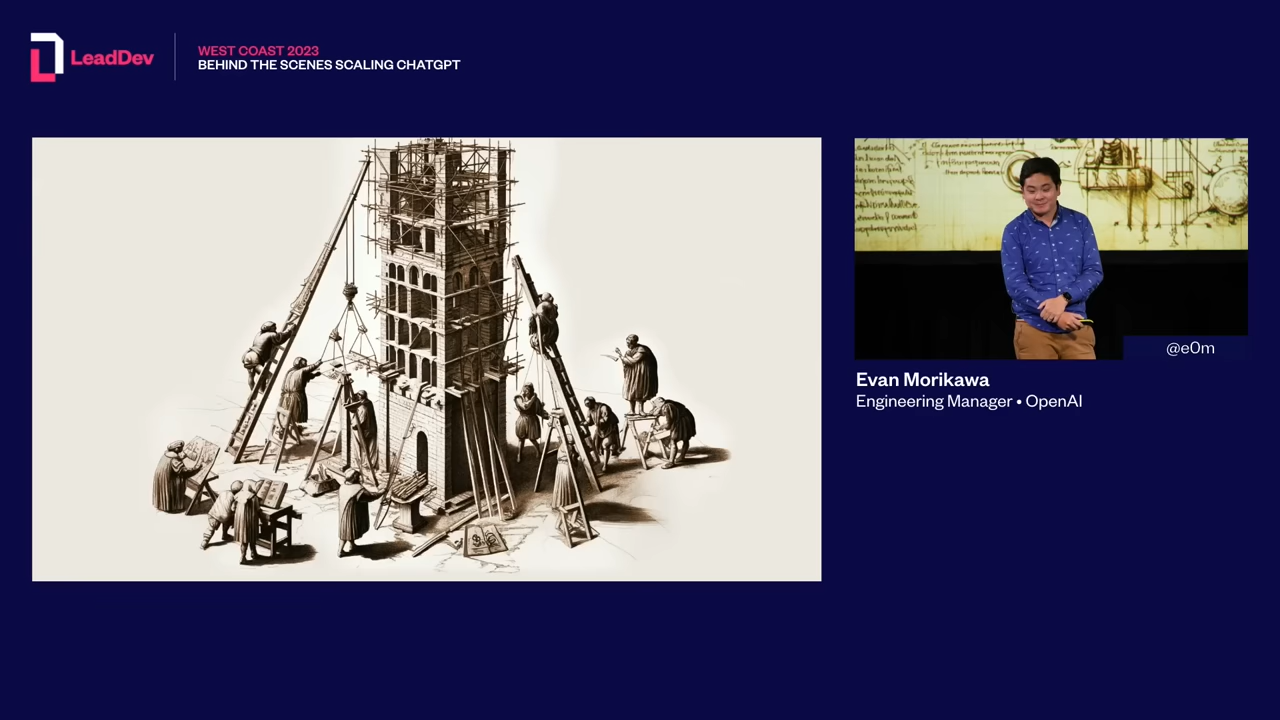 LeadDev
WEST COAST 2023
BEHIND THE SCENES SCALING CHATGPT
@e0m
Evan Morikawa
Engineering Manager • OpenAI